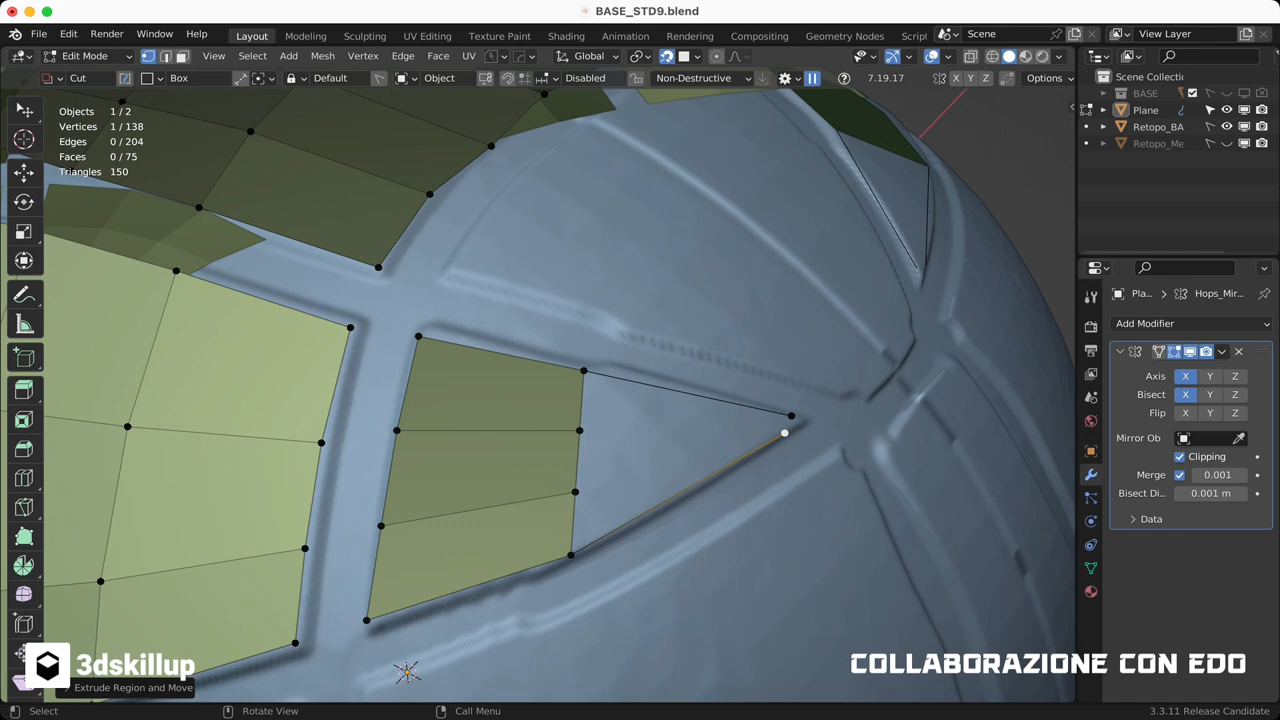 BASE_STD9.blend
File Edit Render Window Help Layout Modeling Sculpting UV Editing Texture Paint Shading Animation Rendering Compositing Geometry Nodes Script Scene View Layer
Edit Mode View Select Add Mesh Vertex Edge Face UV Global
Cut Box Default Object Disabled Non-Destructive 7.19.17 X Y Z Options
Objects 1 / 2
Vertices 1 / 138
Edges 0 / 204
Faces 0 / 75
Triangles 150
Scene Collecti
BASE
Plane
Retopo_BA
Retopo_Me
Pla... Hops_Mir...
Add Modifier
Axis X Y Z
Bisect X Y Z
Flip X Y Z
Mirror Ob
Clipping
Merge 0.001
Bisect Di... 0.001 m
Data
3dskillup
COLLABORAZIONE CON EDO
Extrude Region and Move
Select Rotate View Call Menu 3.3.11 Release Candidate